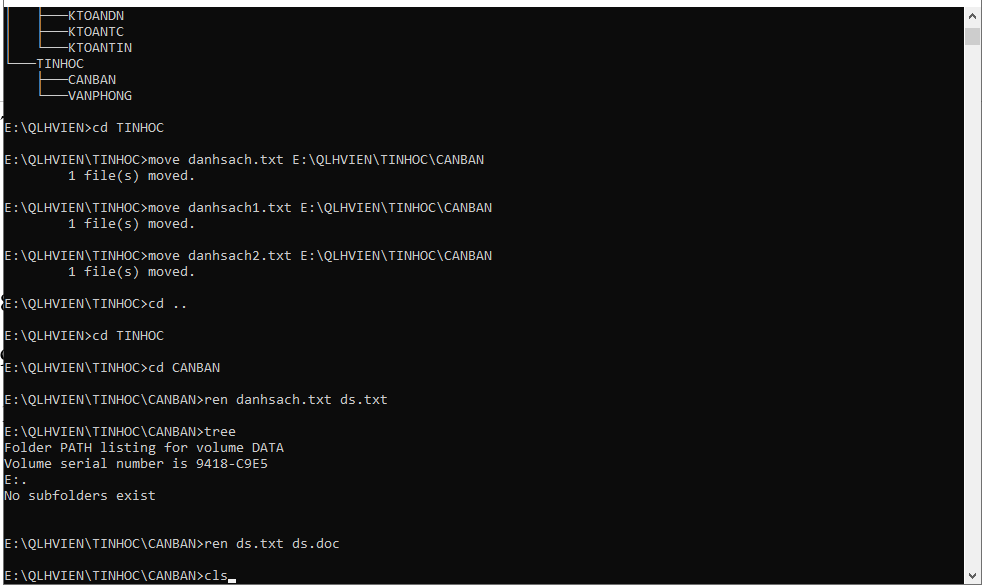 KTOANDN
KTOANTC
KTOANTIN
TINHOC
CANBAN
VANPHONG
E:\QLHVIEN>cd TINHOC
E:\QLHVIEN\TINHOC>move danhsach.txt E:\QLHVIEN\TINHOC\CANBAN
1 file(s) moved.
E:\QLHVIEN\TINHOC>move danhsach1.txt E:\QLHVIEN\TINHOC\CANBAN
1 file(s) moved.
E:\QLHVIEN\TINHOC>move danhsach2.txt E:\QLHVIEN\TINHOC\CANBAN
1 file(s) moved.
E:\QLHVIEN\TINHOC>cd ..
E:\QLHVIEN>cd TINHOC
E:\QLHVIEN\TINHOC>cd CANBAN
E:\QLHVIEN\TINHOC\CANBAN>ren danhsach.txt ds.txt
E:\QLHVIEN\TINHOC\CANBAN>tree
Folder PATH listing for volume DATA
Volume serial number is 9418-C9E5
E:.
No subfolders exist
E:\QLHVIEN\TINHOC\CANBAN>ren ds.txt ds.doc
E:\QLHVIEN\TINHOC\CANBAN>cls